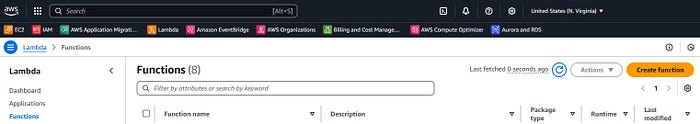 aws Search [Alt+S] United States (N. Virginia)
EC2 IAM AWS Application Migrati... Lambda Amazon EventBridge AWS Organizations Billing and Cost Manage... AWS Compute Optimizer Aurora and RDS
Lambda > Functions
Lambda
Dashboard
Applications
Functions
Functions (8)
Last fetched 0 seconds ago Actions Create function
Filter by attributes or search by keyword
1
Function name Description Package type Runtime Last modified